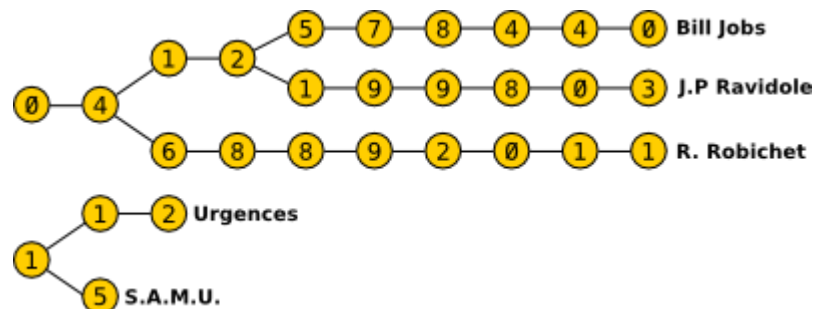 5 7 8 4 4 0 Bill Jobs
1 2
1 9 9 8 0 3 J.P Ravidole
0 4
6 8 8 9 2 0 1 1 R. Robichet
1 2 Urgences
1
5 S.A.M.U.